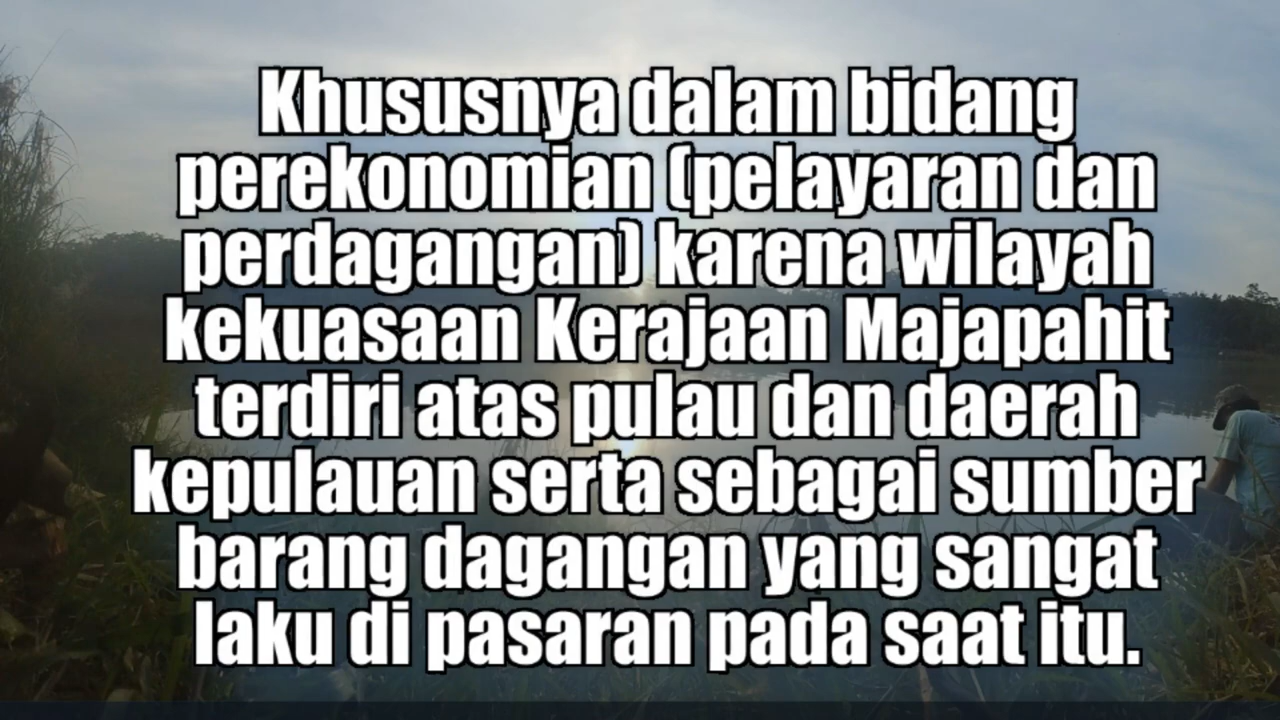 Khususnya dalam bidang
perekonomian (pelayaran dan
perdagangan) karena wilayah
kekuasaan Kerajaan Majapahit
terdiri atas pulau dan daerah
kepulauan serta sebagai sumber
barang dagangan yang sangat
laku di pasaran pada saat itu.